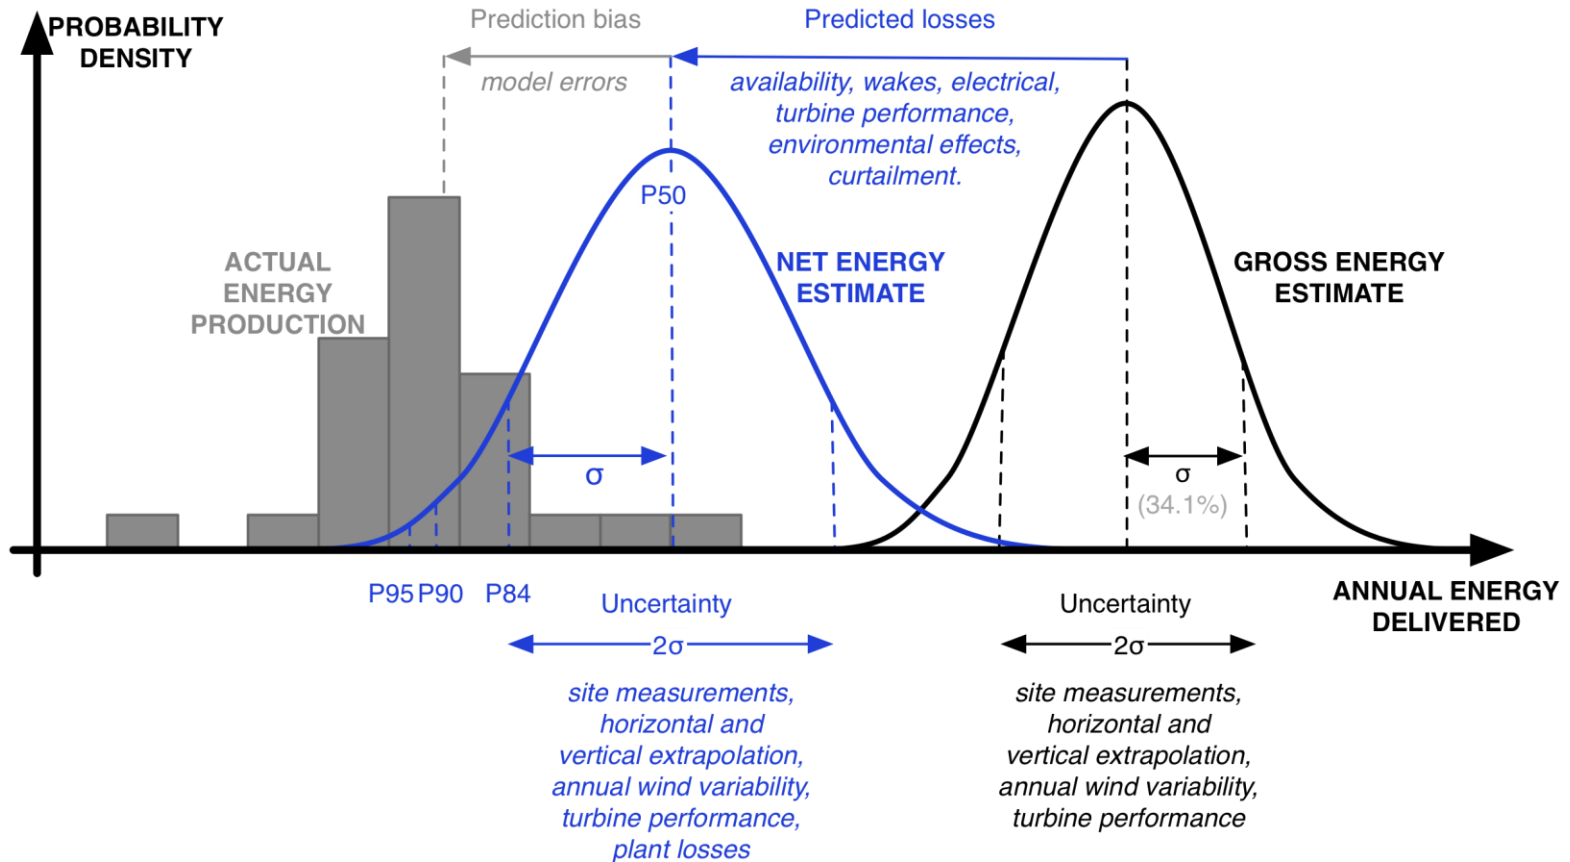 PROBABILITY
DENSITY
Prediction bias
model errors
Predicted losses
availability, wakes, electrical,
turbine performance,
environmental effects,
curtailment.
P50
ACTUAL
ENERGY
PRODUCTION
NET ENERGY
ESTIMATE
GROSS ENERGY
ESTIMATE
σ
σ
(34.1%)
P95 P90 P84
Uncertainty
2σ
site measurements,
horizontal and
vertical extrapolation,
annual wind variability,
turbine performance,
plant losses
Uncertainty
2σ
site measurements,
horizontal and
vertical extrapolation,
annual wind variability,
turbine performance
ANNUAL ENERGY
DELIVERED